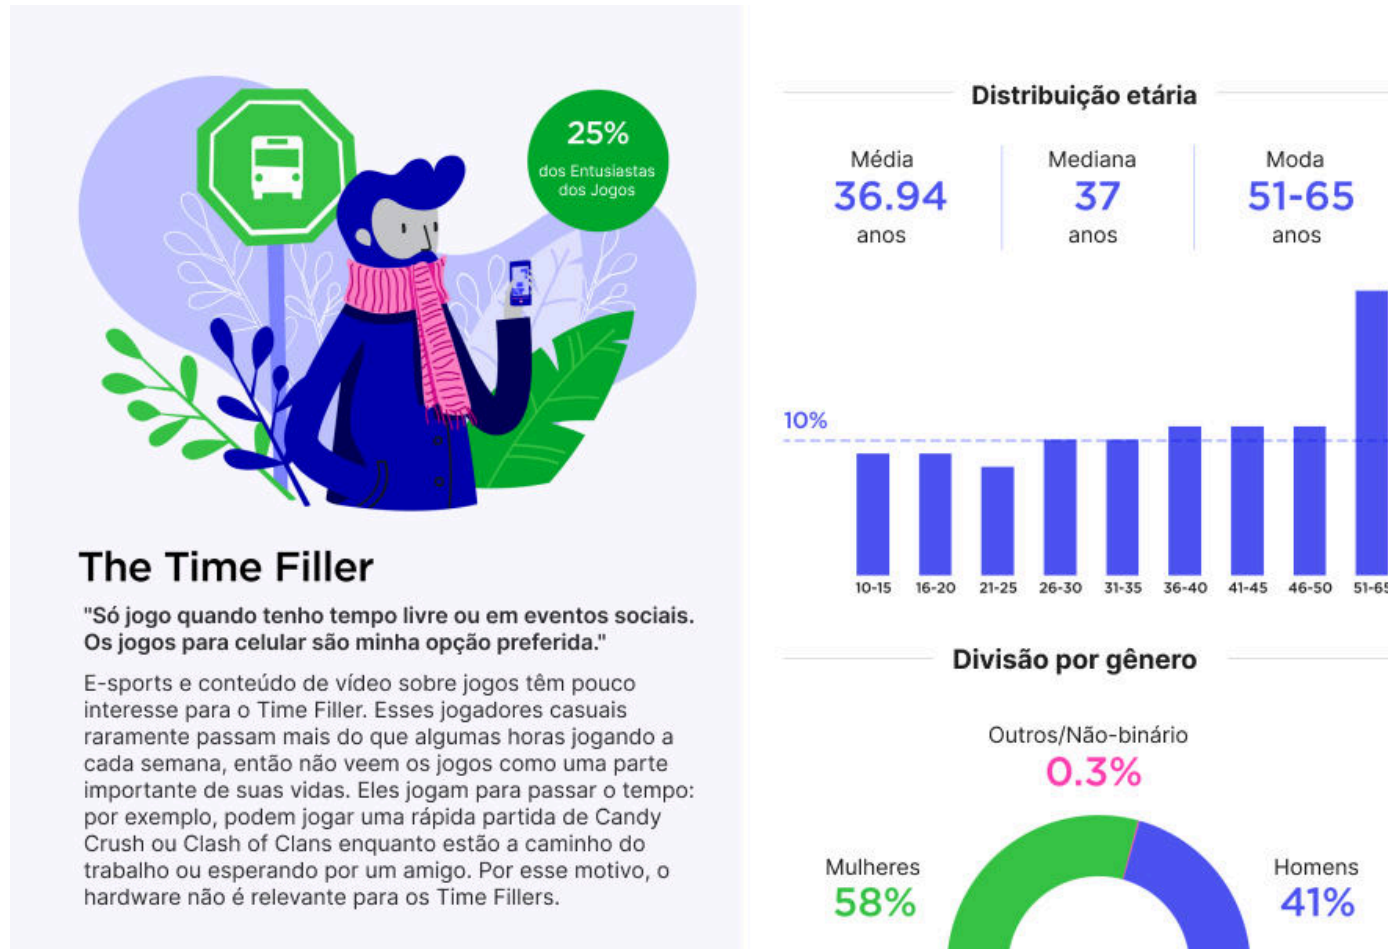 25%
dos Entusiastas
dos Jogos
The Time Filler
"Só jogo quando tenho tempo livre ou em eventos sociais.
Os jogos para celular são minha opção preferida."
E-sports e conteúdo de vídeo sobre jogos têm pouco
interesse para o Time Filler. Esses jogadores casuais
raramente passam mais do que algumas horas jogando a
cada semana, então não veem os jogos como uma parte
importante de suas vidas. Eles jogam para passar o tempo:
por exemplo, podem jogar uma rápida partida de Candy
Crush ou Clash of Clans enquanto estão a caminho do
trabalho ou esperando por um amigo. Por esse motivo, o
hardware não é relevante para os Time Fillers.
Distribuição etária
Média Mediana Moda
36.94 37 51-65
anos anos anos
10%
10-15 16-20 21-25 26-30 31-35 36-40 41-45 46-50 51-65
Divisão por gênero
Outros/Não-binário
0.3%
Mulheres Homens
58% 41%